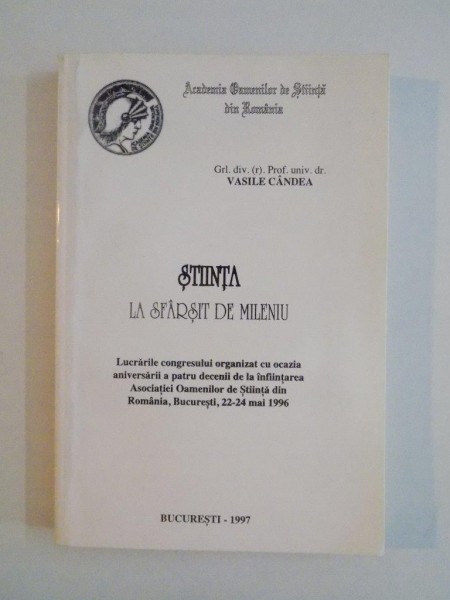 Academia Oamenilor de Știință
din România
Grl. div. (r). Prof. univ. dr.
VASILE CÂNDEA
ȘTIINȚA
LA SFÂRȘIT DE MILENIU
Lucrările congresului organizat cu ocazia
aniversării a patru decenii de la înființarea
Asociației Oamenilor de Știință din
România, București, 22-24 mai 1996
BUCUREȘTI - 1997